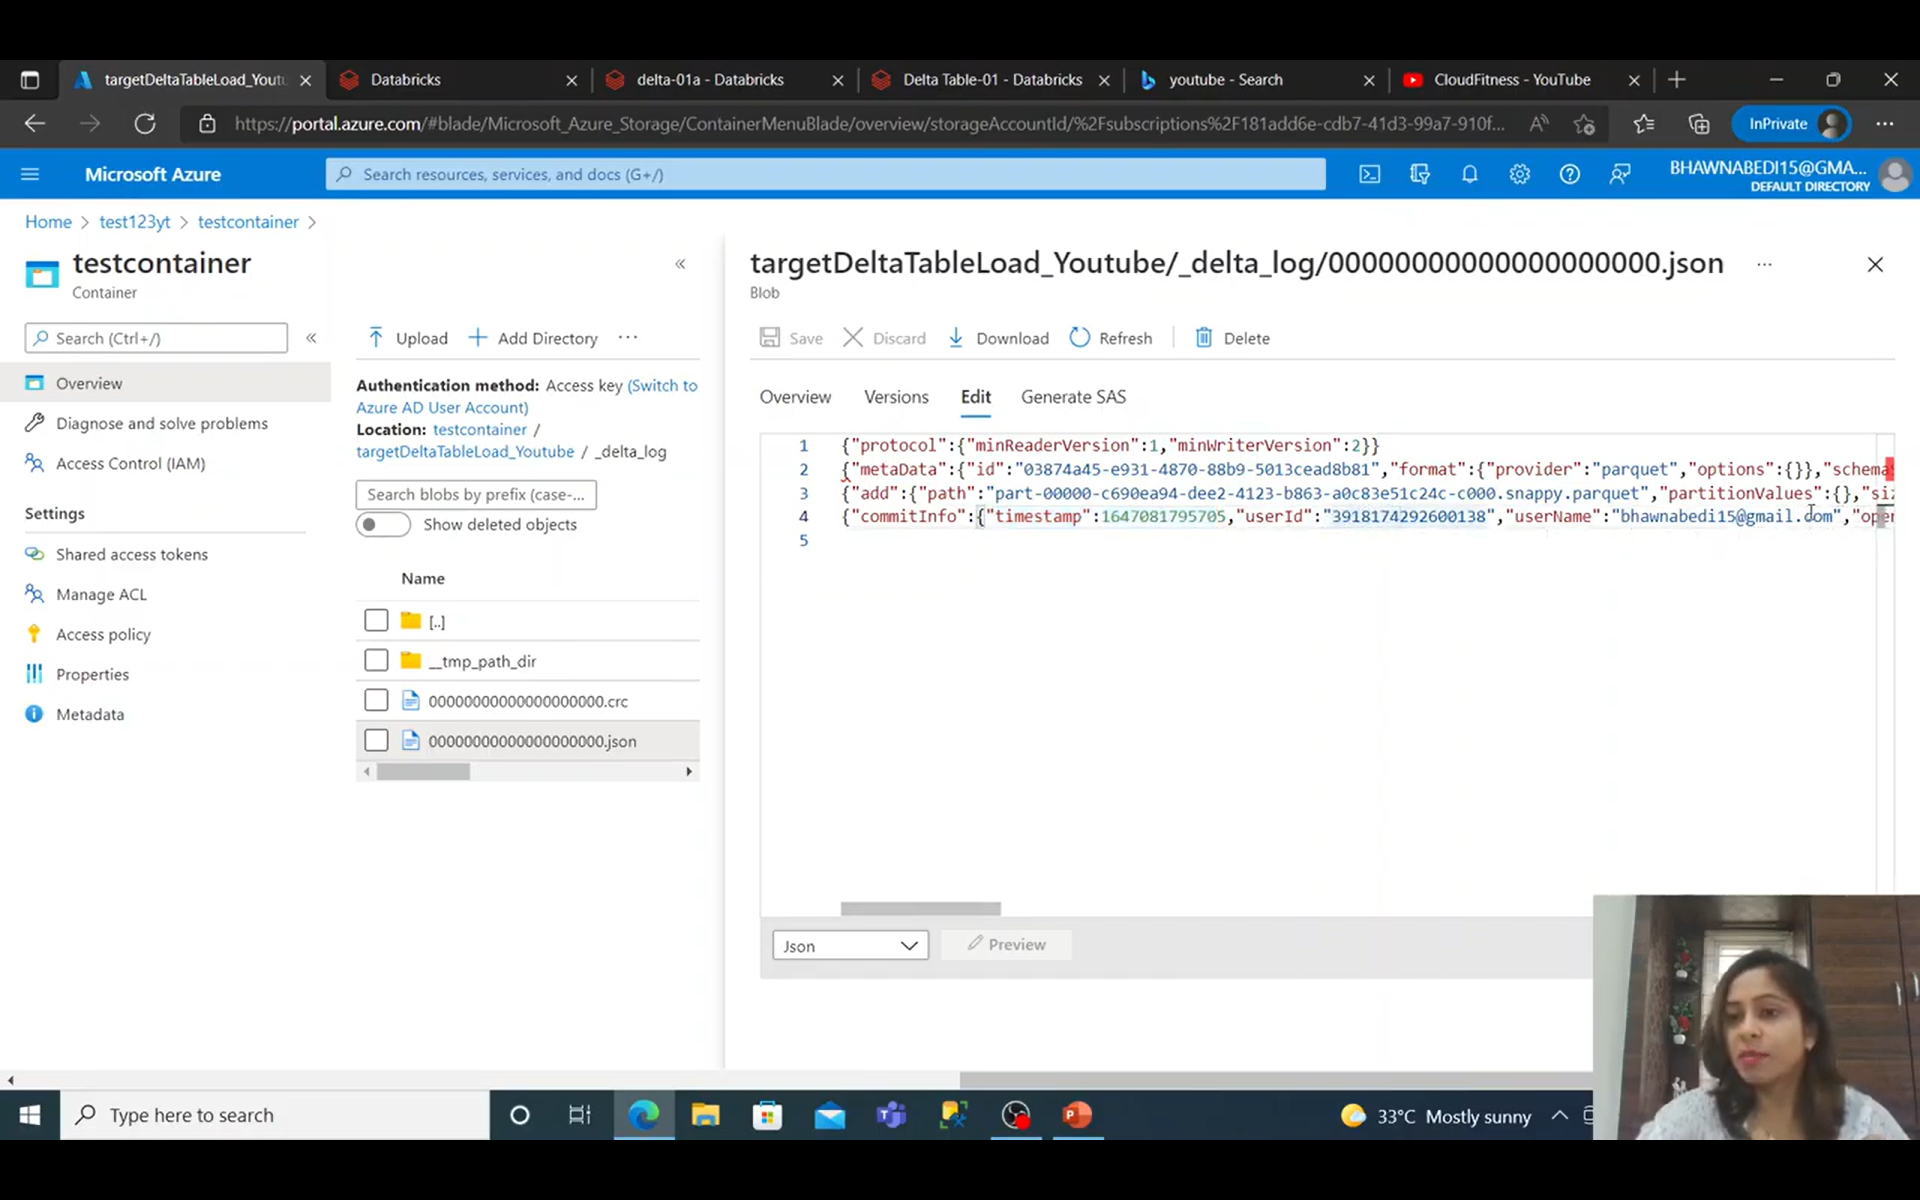 targetDeltaTableLoad_Youtu
Databricks
delta-01a - Databricks
Delta Table-01 - Databricks
youtube - Search
CloudFitness - YouTube
https://portal.azure.com/#blade/Microsoft_Azure_Storage/ContainerMenuBlade/overview/storageAccountId/%2Fsubscriptions%2F181add6e-cdb7-41d3-99a7-910f...
InPrivate
Microsoft Azure
Search resources, services, and docs (G+/)
BHAWNABEDI15@GMA...
DEFAULT DIRECTORY
Home > test123yt > testcontainer >
testcontainer
Container
Search (Ctrl+/)
Overview
Diagnose and solve problems
Access Control (IAM)
Settings
Shared access tokens
Manage ACL
Access policy
Properties
Metadata
Upload
Add Directory
Authentication method: Access key (Switch to
Azure AD User Account)
Location: testcontainer /
targetDeltaTableLoad_Youtube / _delta_log
Search blobs by prefix (case-...
Show deleted objects
Name
[..]
__tmp_path_dir
00000000000000000000.crc
00000000000000000000.json
targetDeltaTableLoad_Youtube/_delta_log/00000000000000000000.json
Blob
Save
Discard
Download
Refresh
Delete
Overview
Versions
Edit
Generate SAS
1 {"protocol":{"minReaderVersion":1,"minWriterVersion":2}}
2 {"metaData":{"id":"03874a45-e931-4870-88b9-5013cead8b81","format":{"provider":"parquet","options":{}},"schemaS
3 {"add":{"path":"part-00000-c690ea94-dee2-4123-b863-a0c83e51c24c-c000.snappy.parquet","partitionValues":{},"siz
4 {"commitInfo":{"timestamp":1647081795705,"userId":"3918174292600138","userName":"bhawnabedi15@gmail.com","oper
5
Json
Preview
Type here to search
33°C Mostly sunny